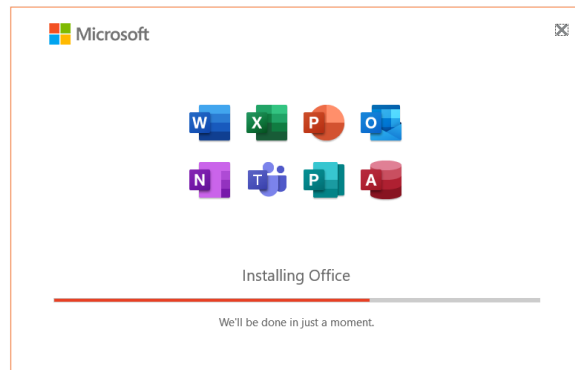 Microsoft
W X P O
N T P A
Installing Office
We'll be done in just a moment.